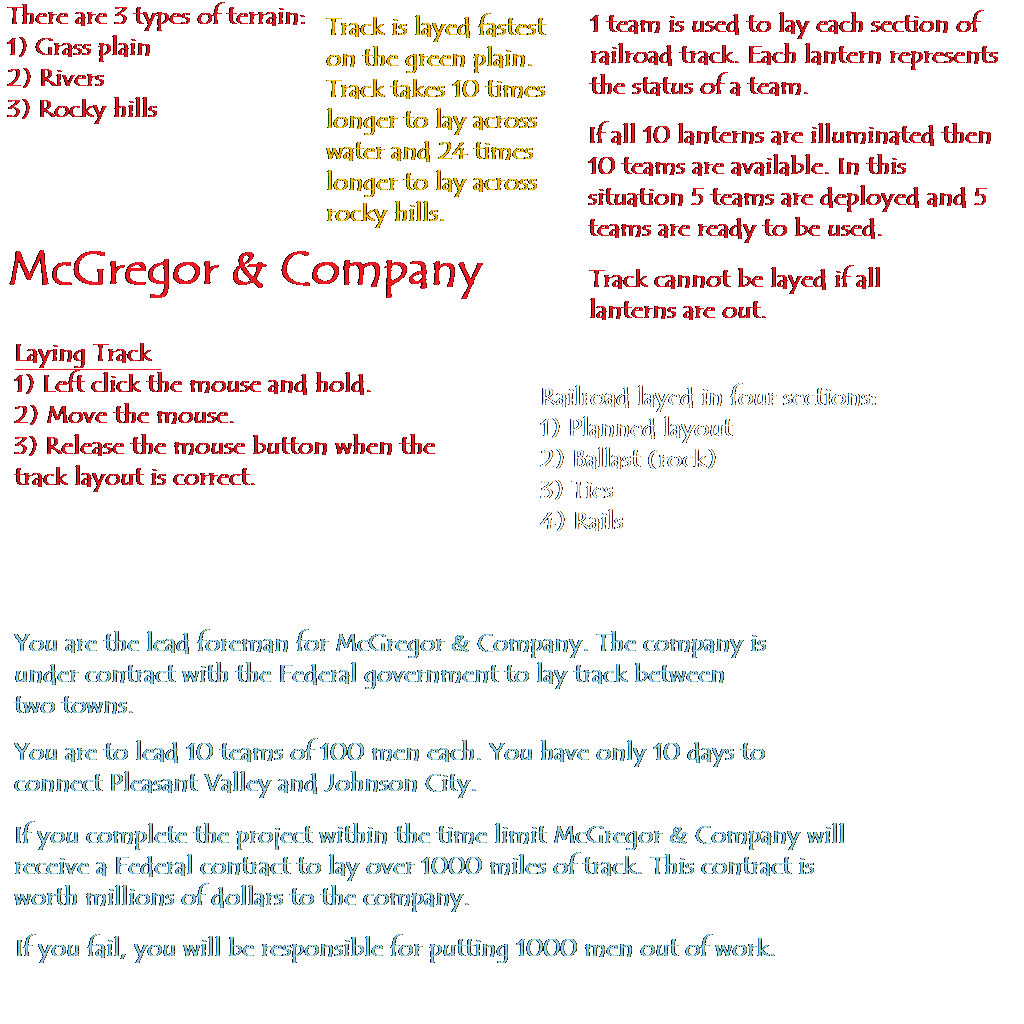 There are 3 types of terrain:
1) Grass plain
2) Rivers
3) Rocky hills
Track is layed fastest
on the green plain.
Track takes 10 times
longer to lay across
water and 24 times
longer to lay across
rocky hills.
1 team is used to lay each section of
railroad track. Each lantern represents
the status of a team.
If all 10 lanterns are illuminated then
10 teams are available. In this
situation 5 teams are deployed and 5
teams are ready to be used.
Track cannot be layed if all
lanterns are out.
McGregor & Company
Laying Track
1) Left click the mouse and hold.
2) Move the mouse.
3) Release the mouse button when the
track layout is correct.
Railroad layed in four sections:
1) Planned layout
2) Ballast (rock)
3) Ties
4) Rails
You are the lead foreman for McGregor & Company. The company is
under contract with the Federal government to lay track between
two towns.
You are to lead 10 teams of 100 men each. You have only 10 days to
connect Pleasant Valley and Johnson City.
If you complete the project within the time limit McGregor & Company will
receive a Federal contract to lay over 1000 miles of track. This contract is
worth millions of dollars to the company.
If you fail, you will be responsible for putting 1000 men out of work.